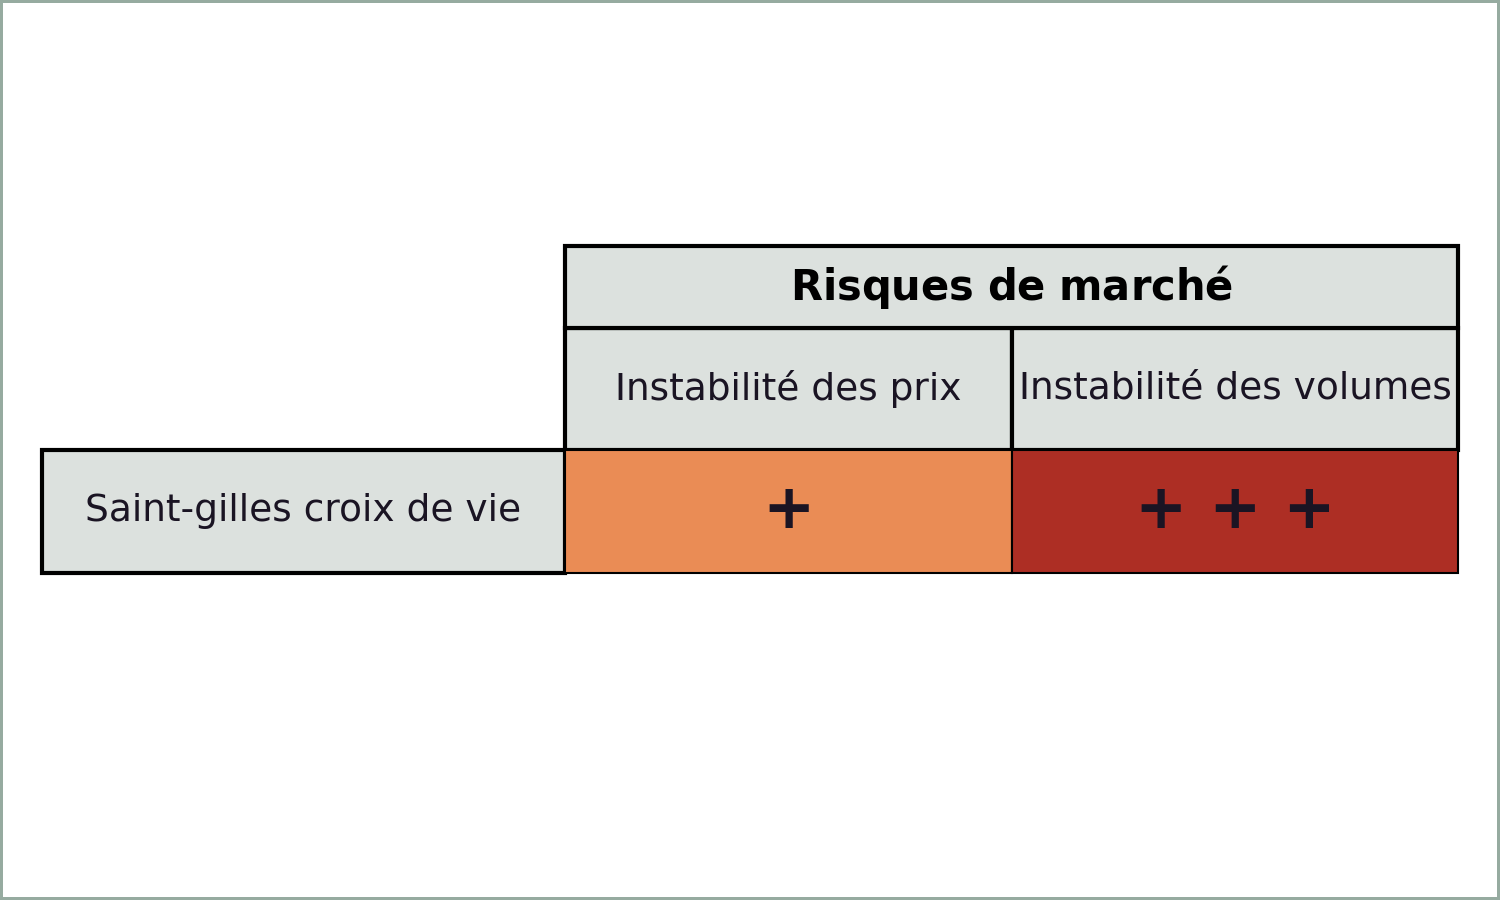 Risques de marché
Instabilité des prix
Instabilité des volumes
Saint-gilles croix de vie
+
+ + +